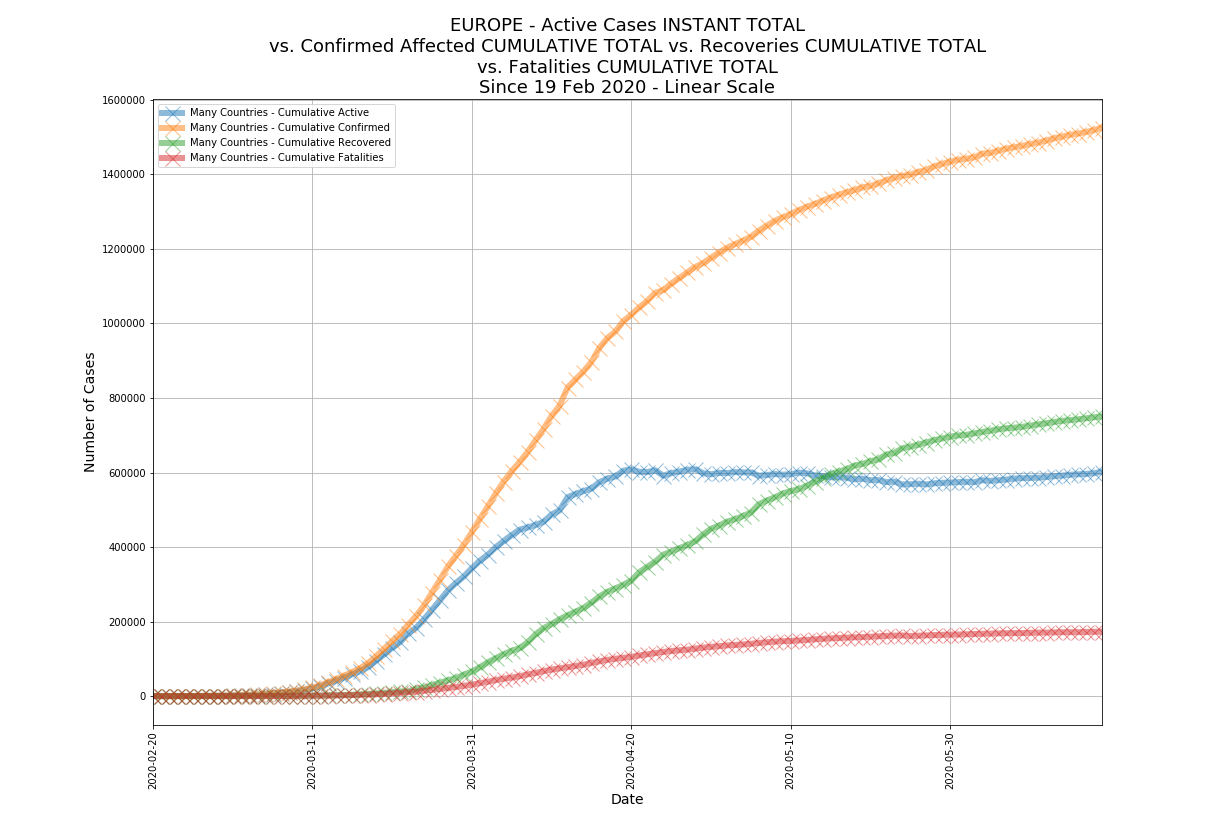 EUROPE - Active Cases INSTANT TOTAL
vs. Confirmed Affected CUMULATIVE TOTAL vs. Recoveries CUMULATIVE TOTAL
vs. Fatalities CUMULATIVE TOTAL
Since 19 Feb 2020 - Linear Scale
Many Countries - Cumulative Active
Many Countries - Cumulative Confirmed
Many Countries - Cumulative Recovered
Many Countries - Cumulative Fatalities
Number of Cases
1600000
1400000
1200000
1000000
800000
600000
400000
200000
0
2020-02-20
2020-03-11
2020-03-31
2020-04-20
2020-05-10
2020-05-30
Date